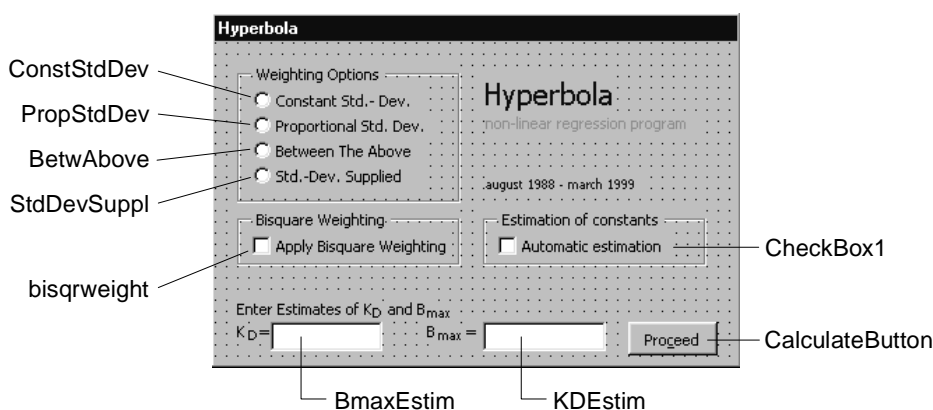 Hyperbola
ConstStdDev
Weighting Options
Constant Std.- Dev.
PropStdDev
Proportional Std. Dev.
BetwAbove
Between The Above
StdDevSuppl
Std.-Dev. Supplied
Hyperbola
non-linear regression program
august 1988 - march 1999
Bisquare Weighting
Apply Bisquare Weighting
bisqrweight
Estimation of constants
Automatic estimation
CheckBox1
Enter Estimates of KD and Bmax
KD=
Bmax =
Proceed
CalculateButton
BmaxEstim
KDEstim